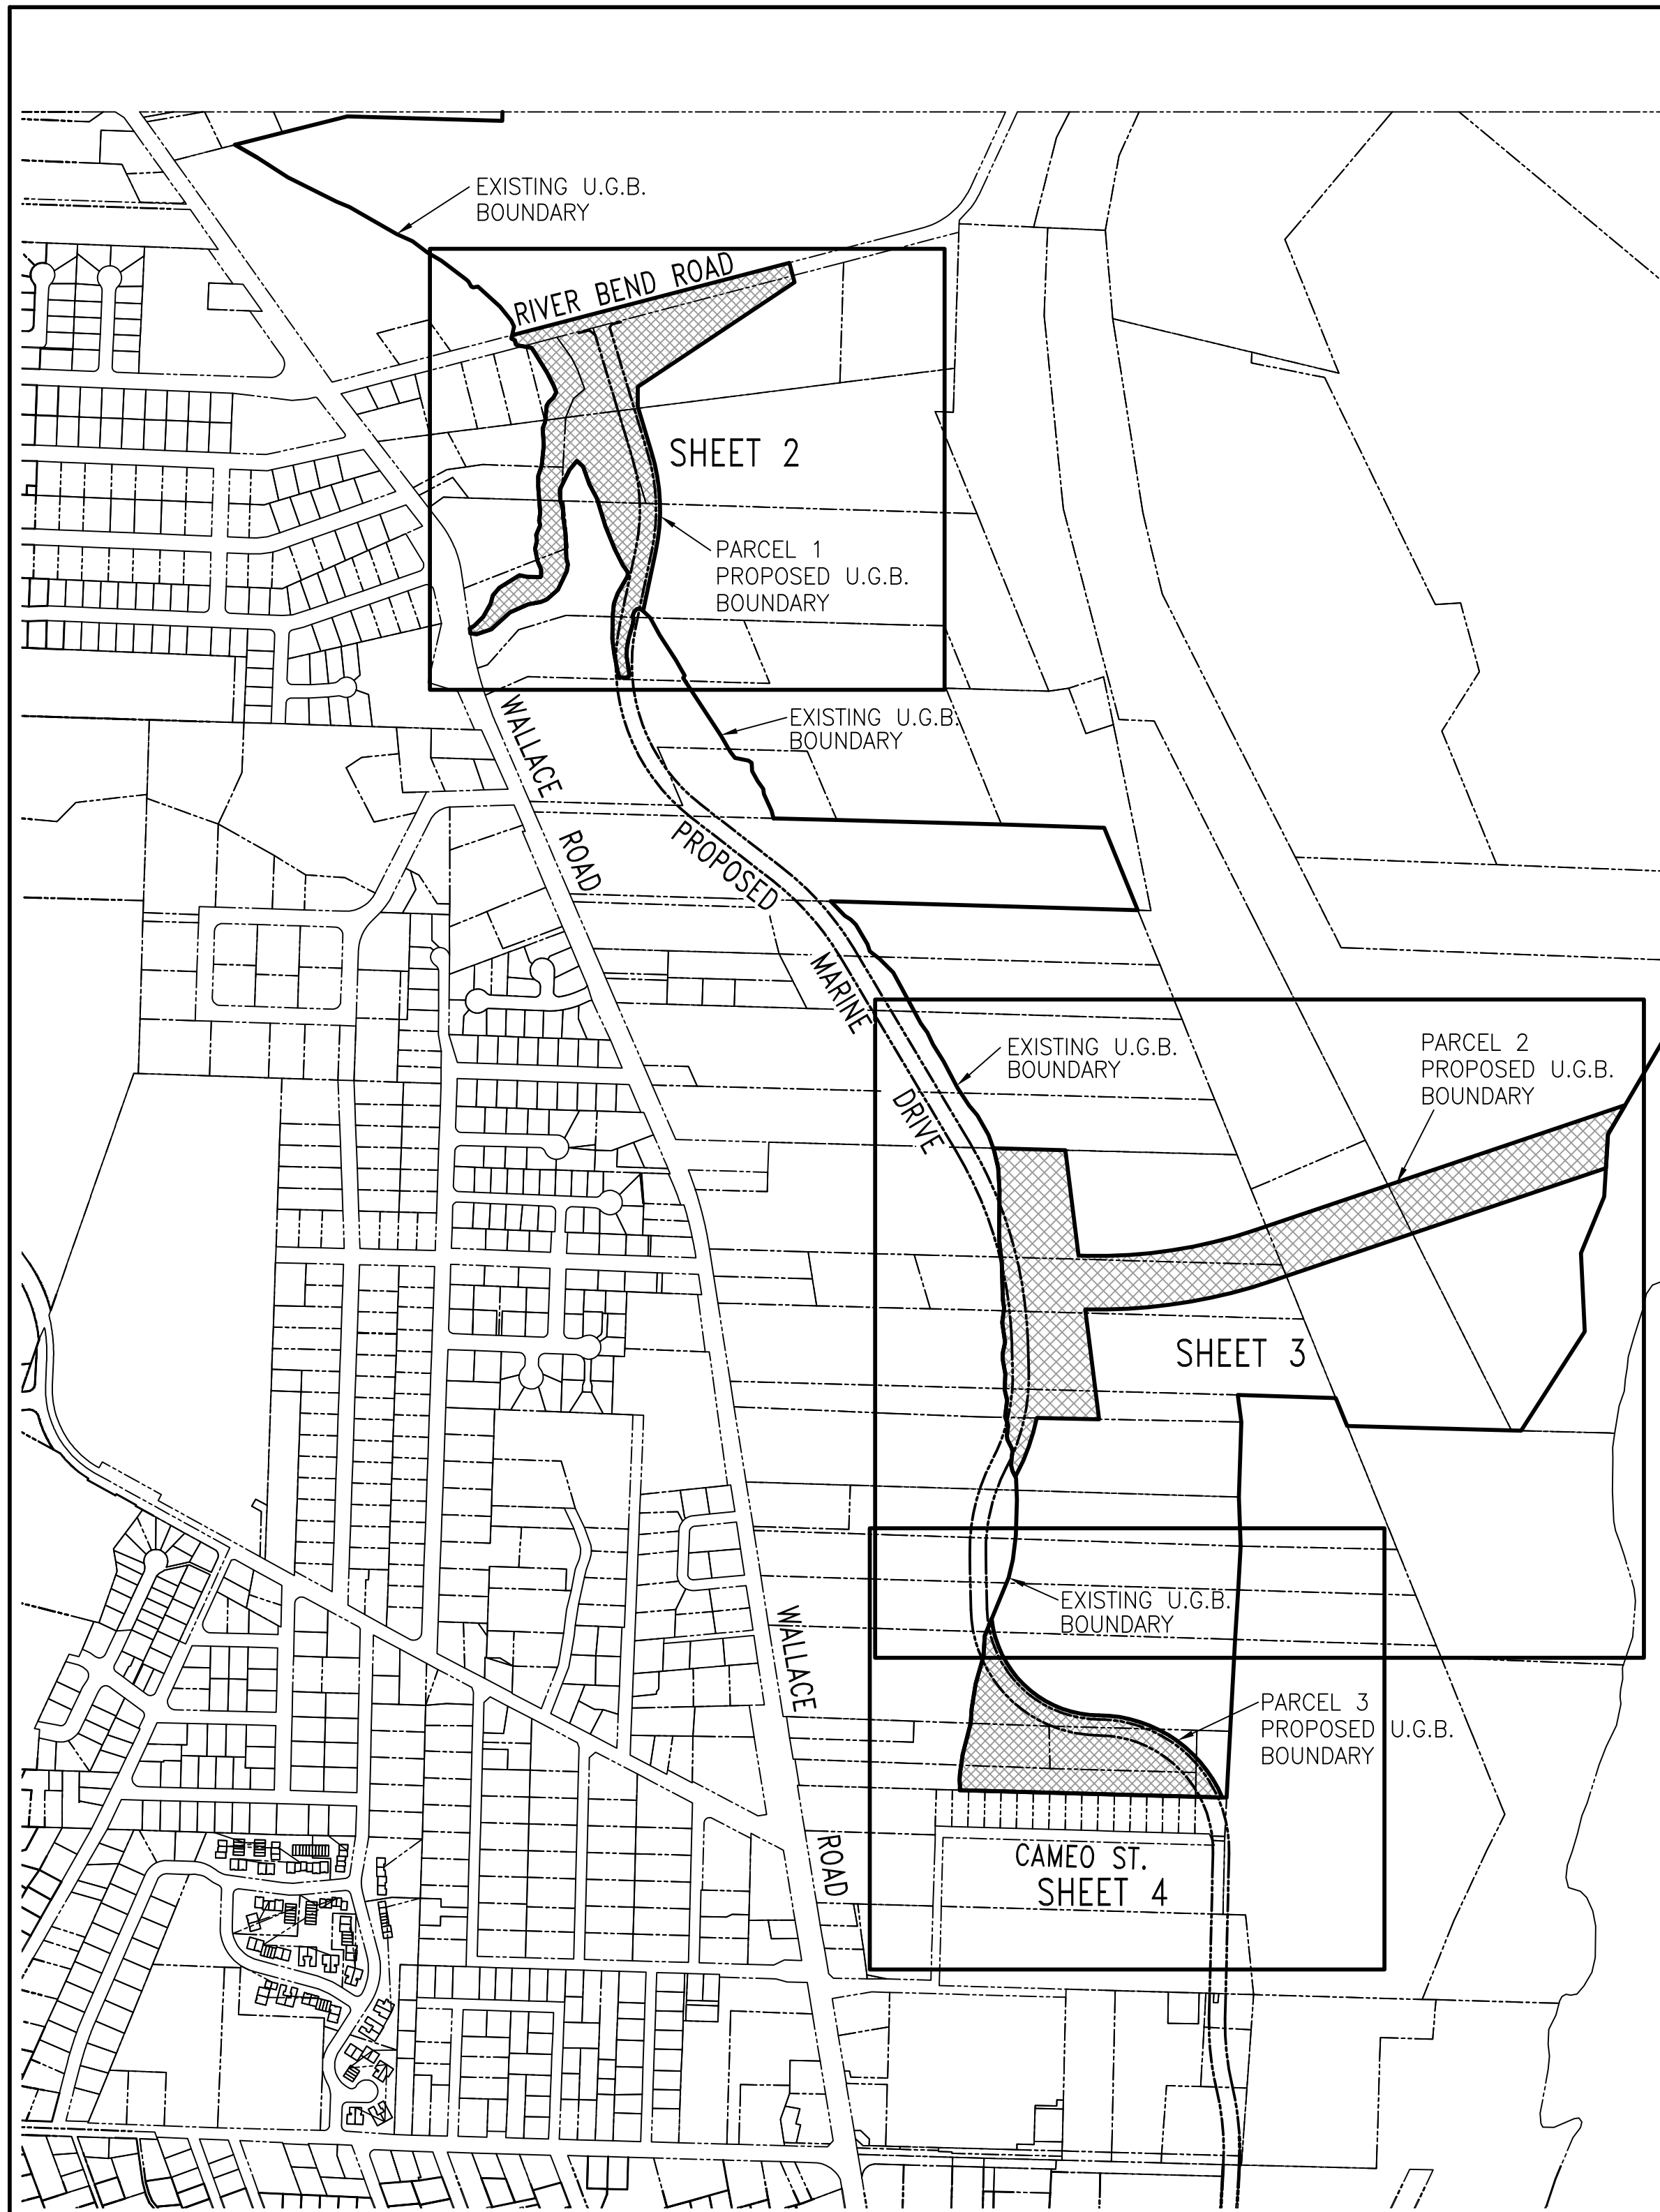 EXISTING U.G.B.
BOUNDARY
RIVER BEND ROAD
SHEET 2
PARCEL 1
PROPOSED U.G.B.
BOUNDARY
WALLACE
ROAD
EXISTING U.G.B.
BOUNDARY
PROPOSED
MARINE
DRIVE
EXISTING U.G.B.
BOUNDARY
PARCEL 2
PROPOSED U.G.B.
BOUNDARY
SHEET 3
EXISTING U.G.B.
BOUNDARY
WALLACE
ROAD
PARCEL 3
PROPOSED U.G.B.
BOUNDARY
CAMEO ST.
SHEET 4